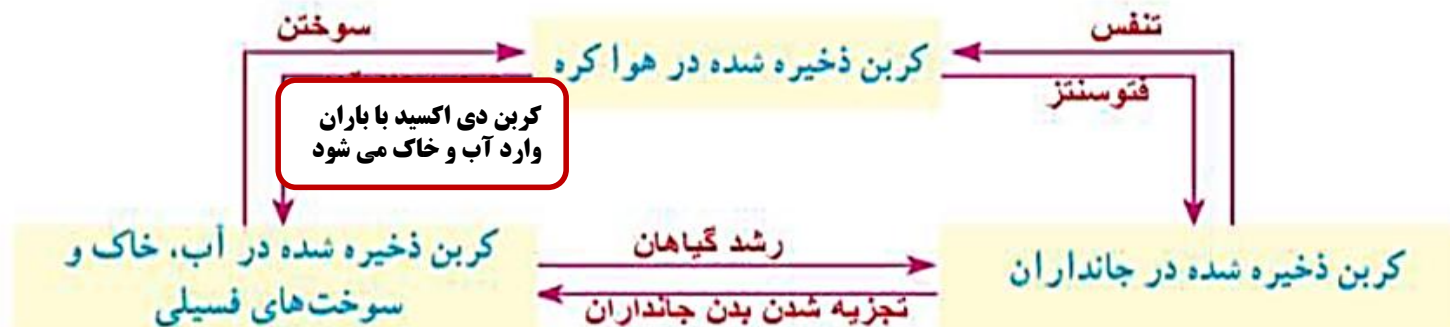 سوختن
تنفس
کربن ذخیره شده در هوا کره
فتوسنتز
کربن دی اکسید با باران
وارد آب و خاک می شود
رشد گیاهان
کربن ذخیره شده در آب، خاک و
سوخت‌های فسیلی
کربن ذخیره شده در جانداران
تجزیه شدن بدن جانداران